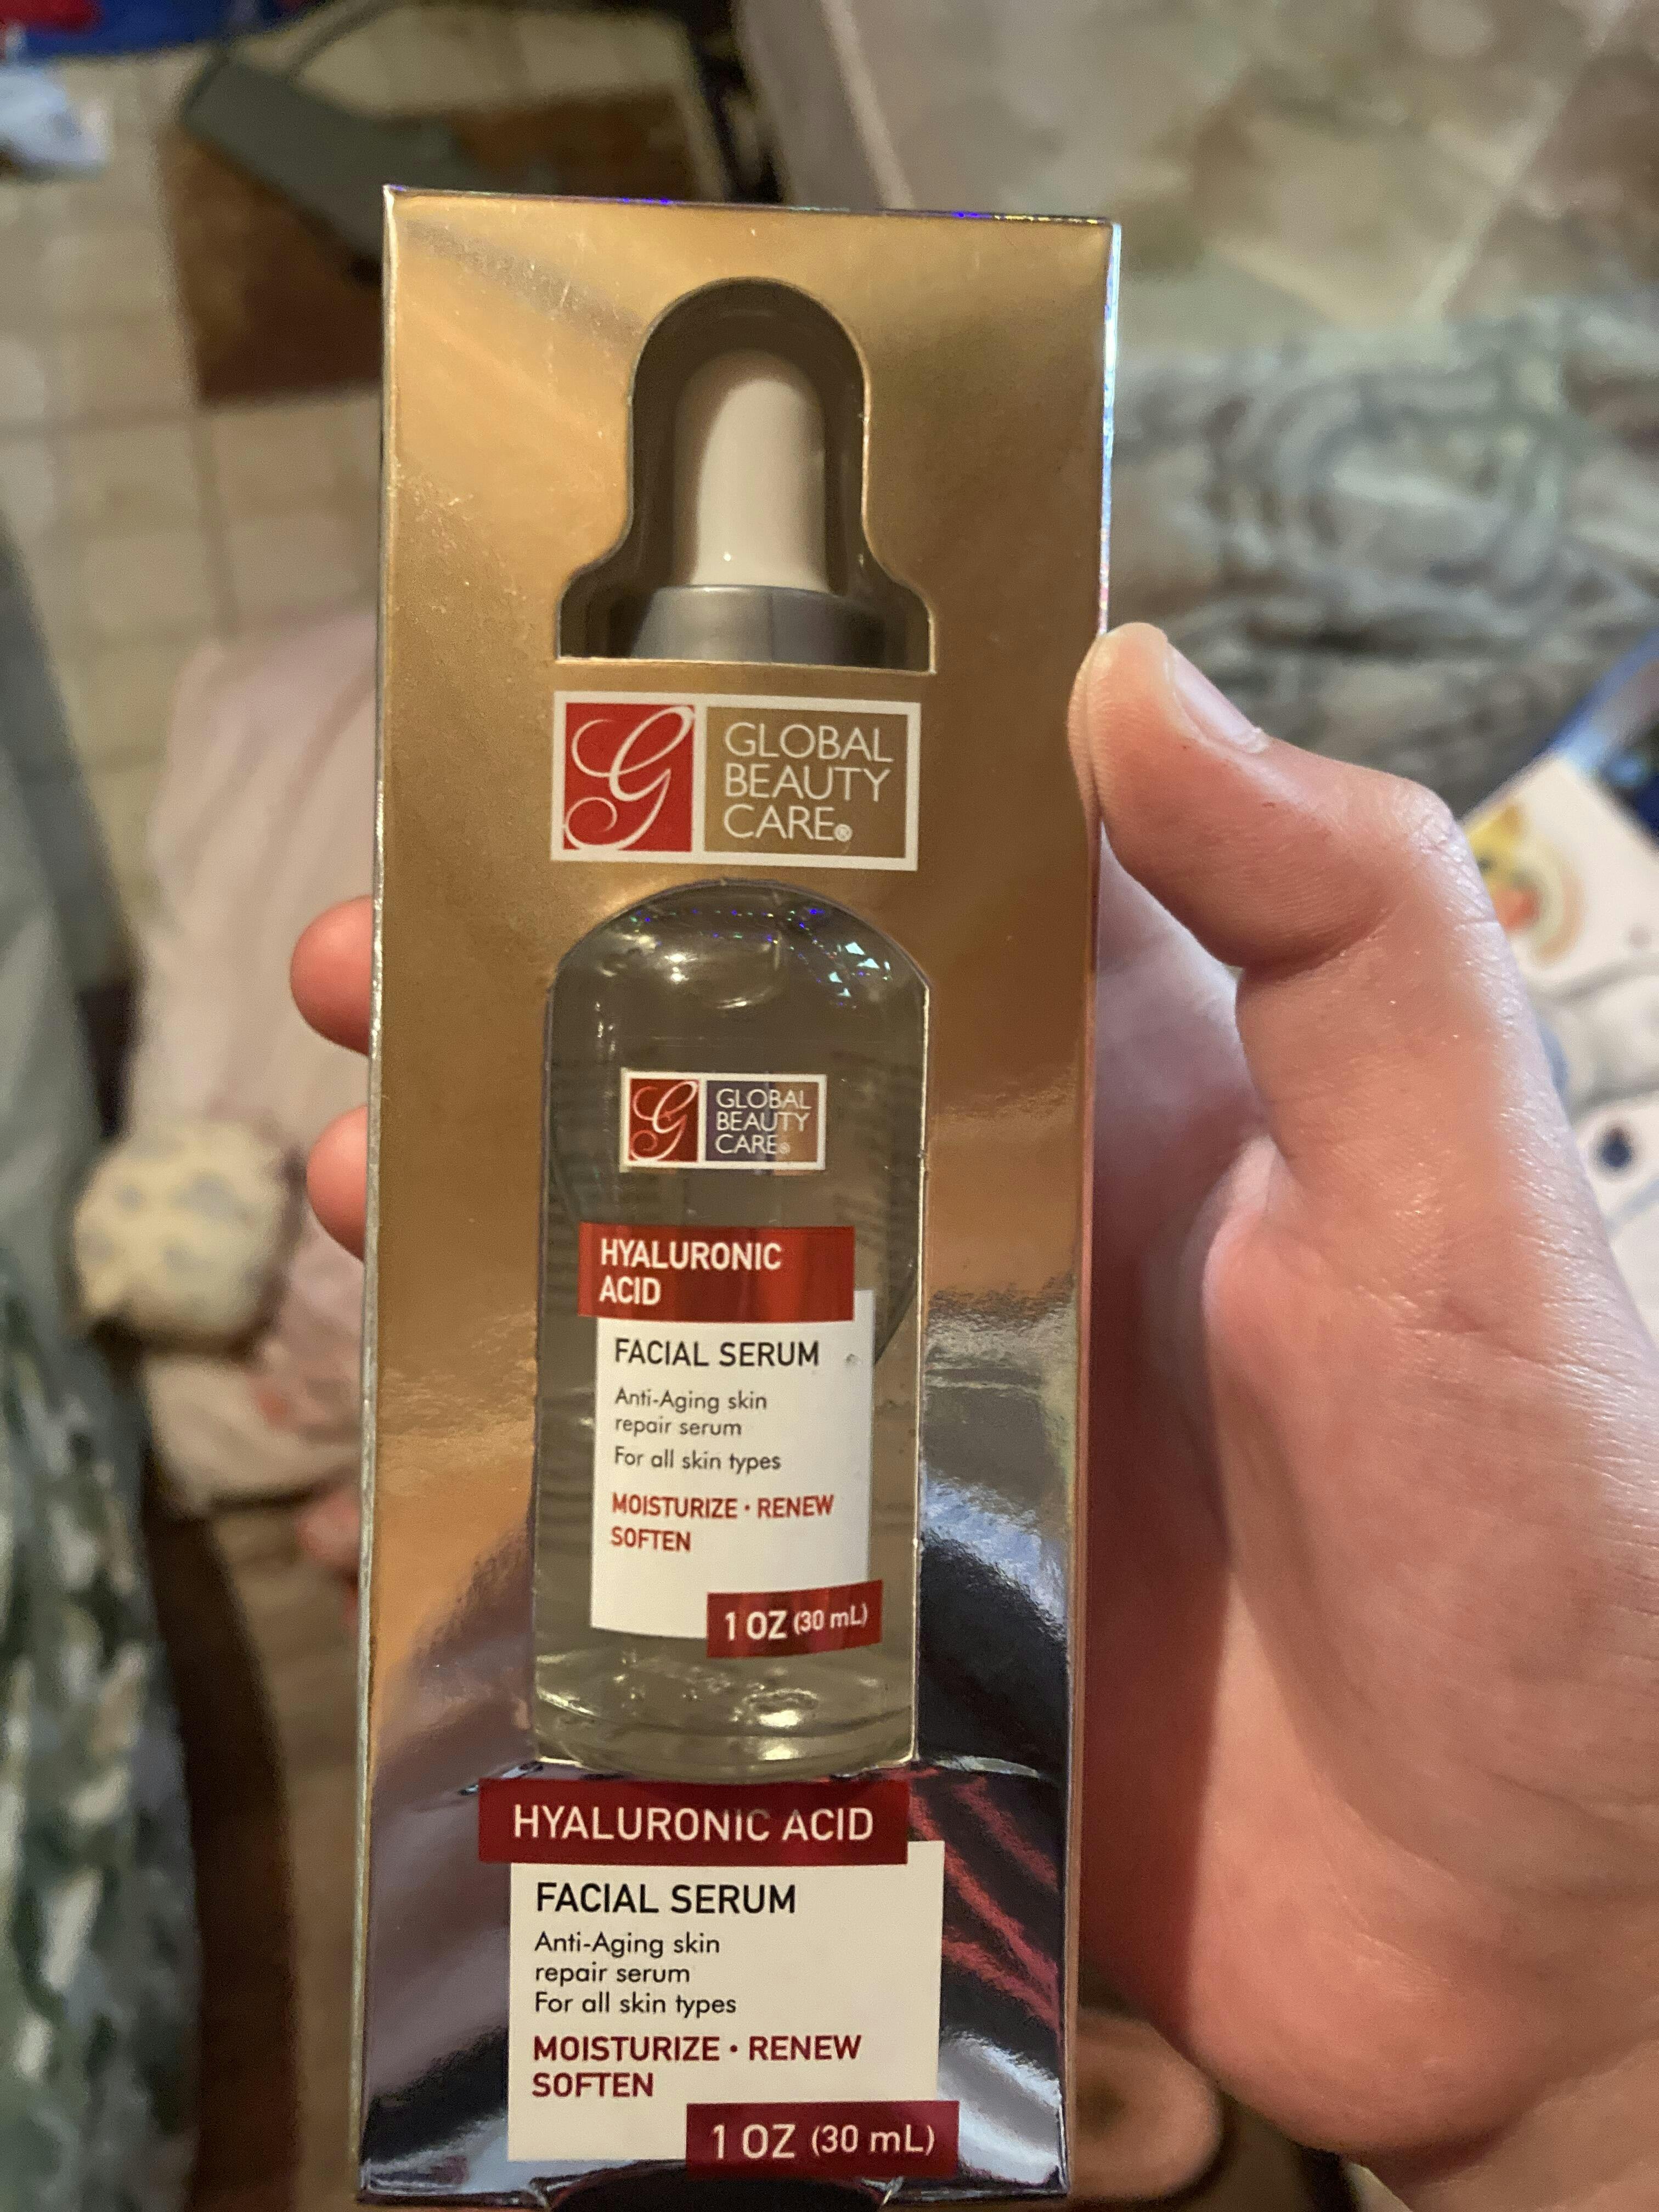 GLOBAL
BEAUTY
CARE®
GLOBAL
BEAUTY
CARE®
HYALURONIC
ACID
FACIAL SERUM
Anti-Aging skin
repair serum
For all skin types
MOISTURIZE • RENEW
SOFTEN
1 OZ (30 mL)
HYALURONIC ACID
FACIAL SERUM
Anti-Aging skin
repair serum
For all skin types
MOISTURIZE • RENEW
SOFTEN
1 OZ (30 mL)